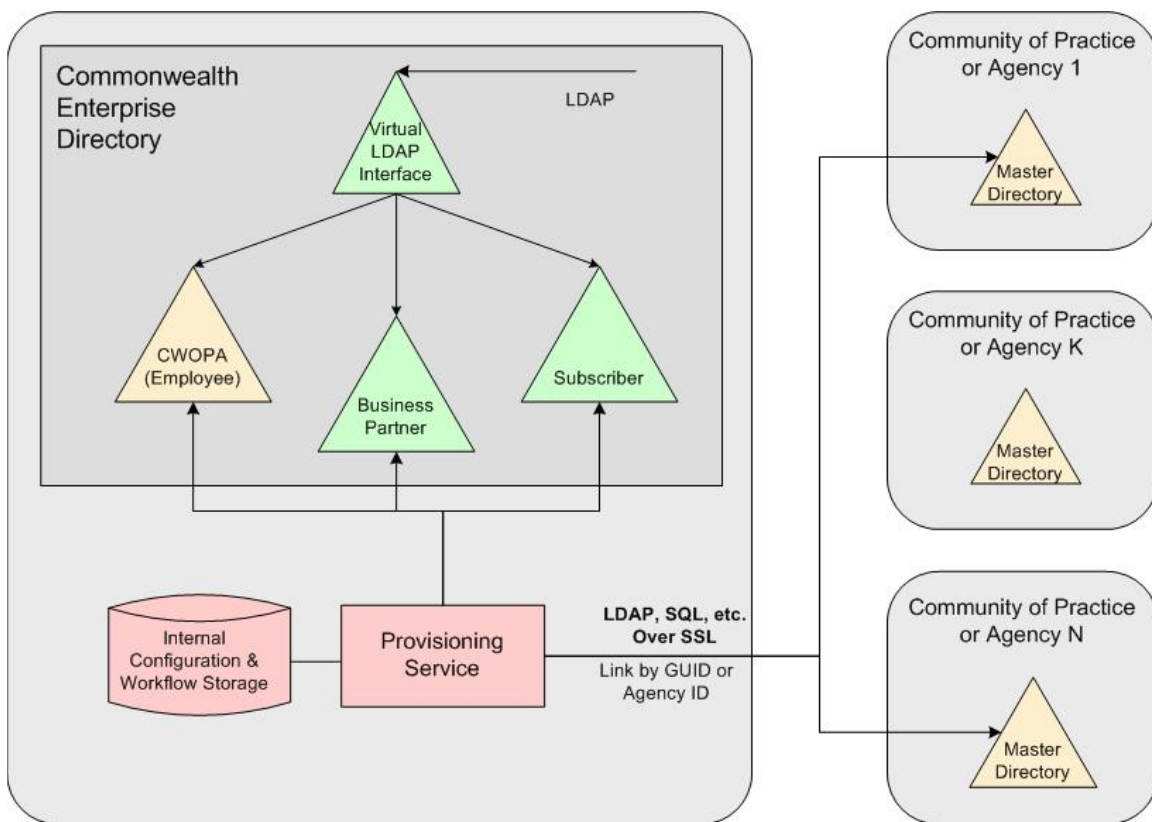 Commonwealth
Enterprise
Directory
LDAP
Virtual
LDAP
Interface
CWOPA
(Employee)
Business
Partner
Subscriber
Internal
Configuration &
Workflow Storage
Provisioning
Service
LDAP, SQL, etc.
Over SSL
Link by GUID or
Agency ID
Community of Practice
or Agency 1
Master
Directory
Community of Practice
or Agency K
Master
Directory
Community of Practice
or Agency N
Master
Directory